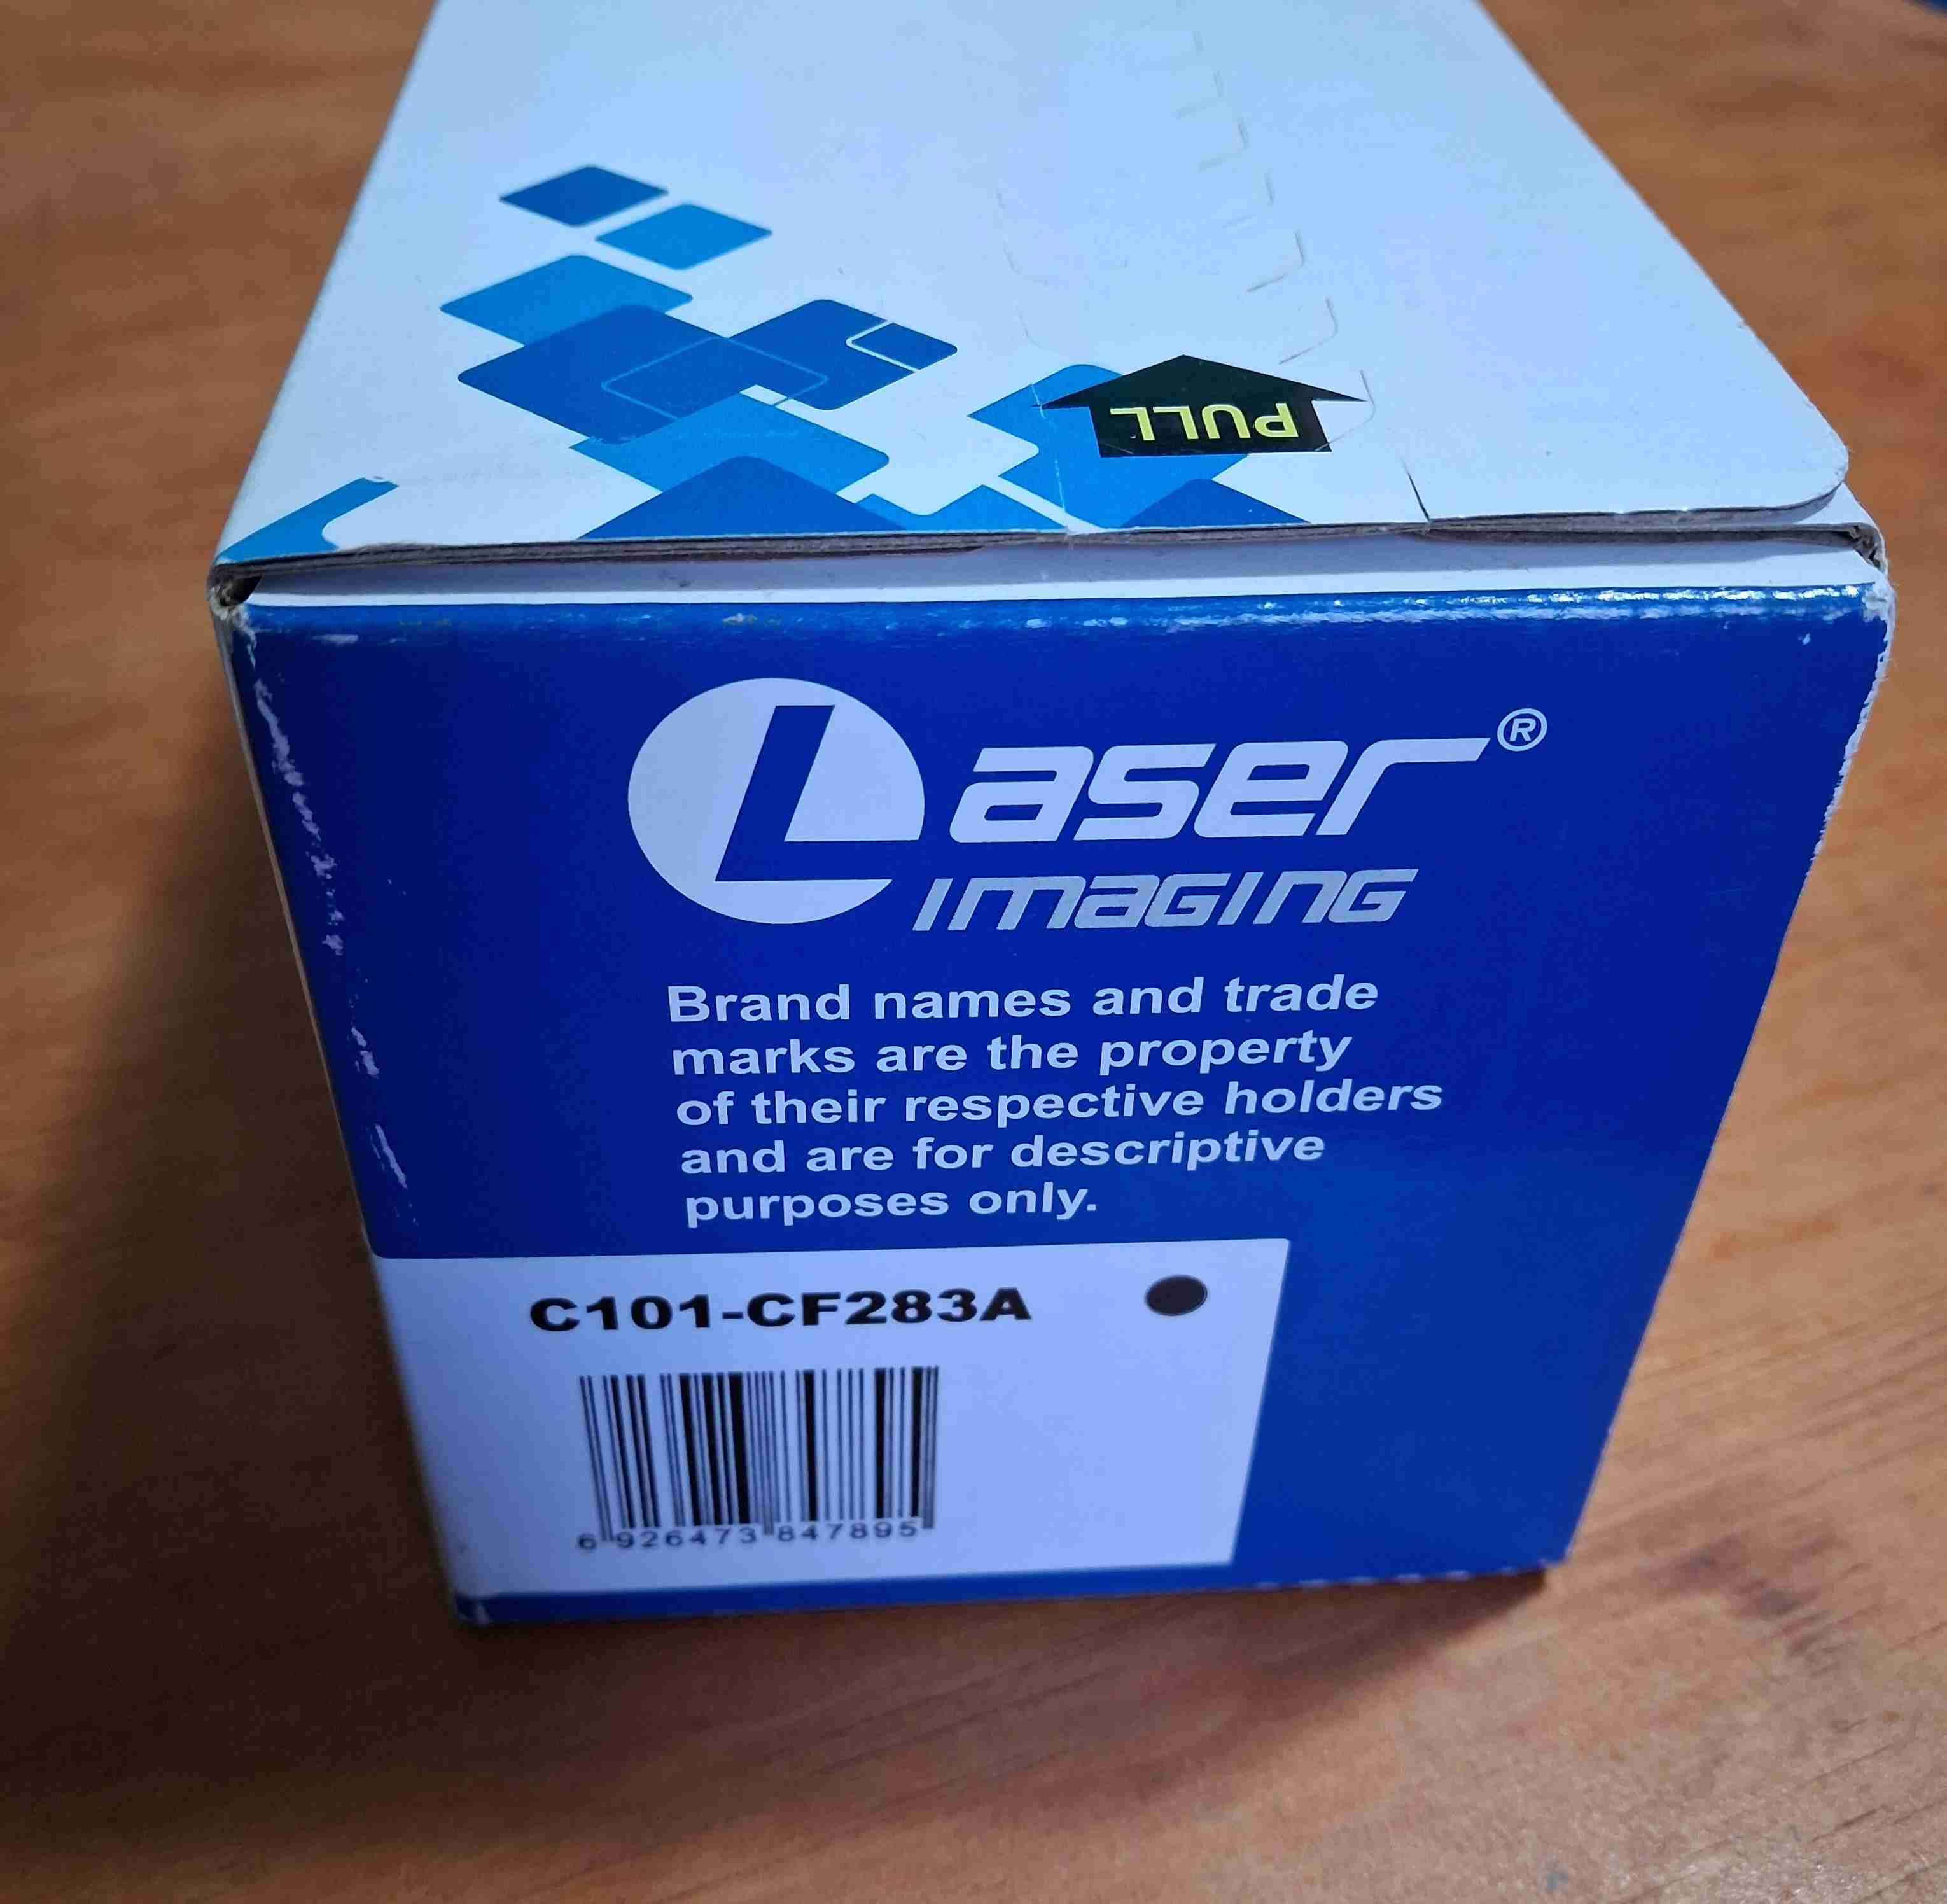 PULL
Laser®
IMAGING
Brand names and trade
marks are the property
of their respective holders
and are for descriptive
purposes only.
C101-CF283A
6 926473 847895